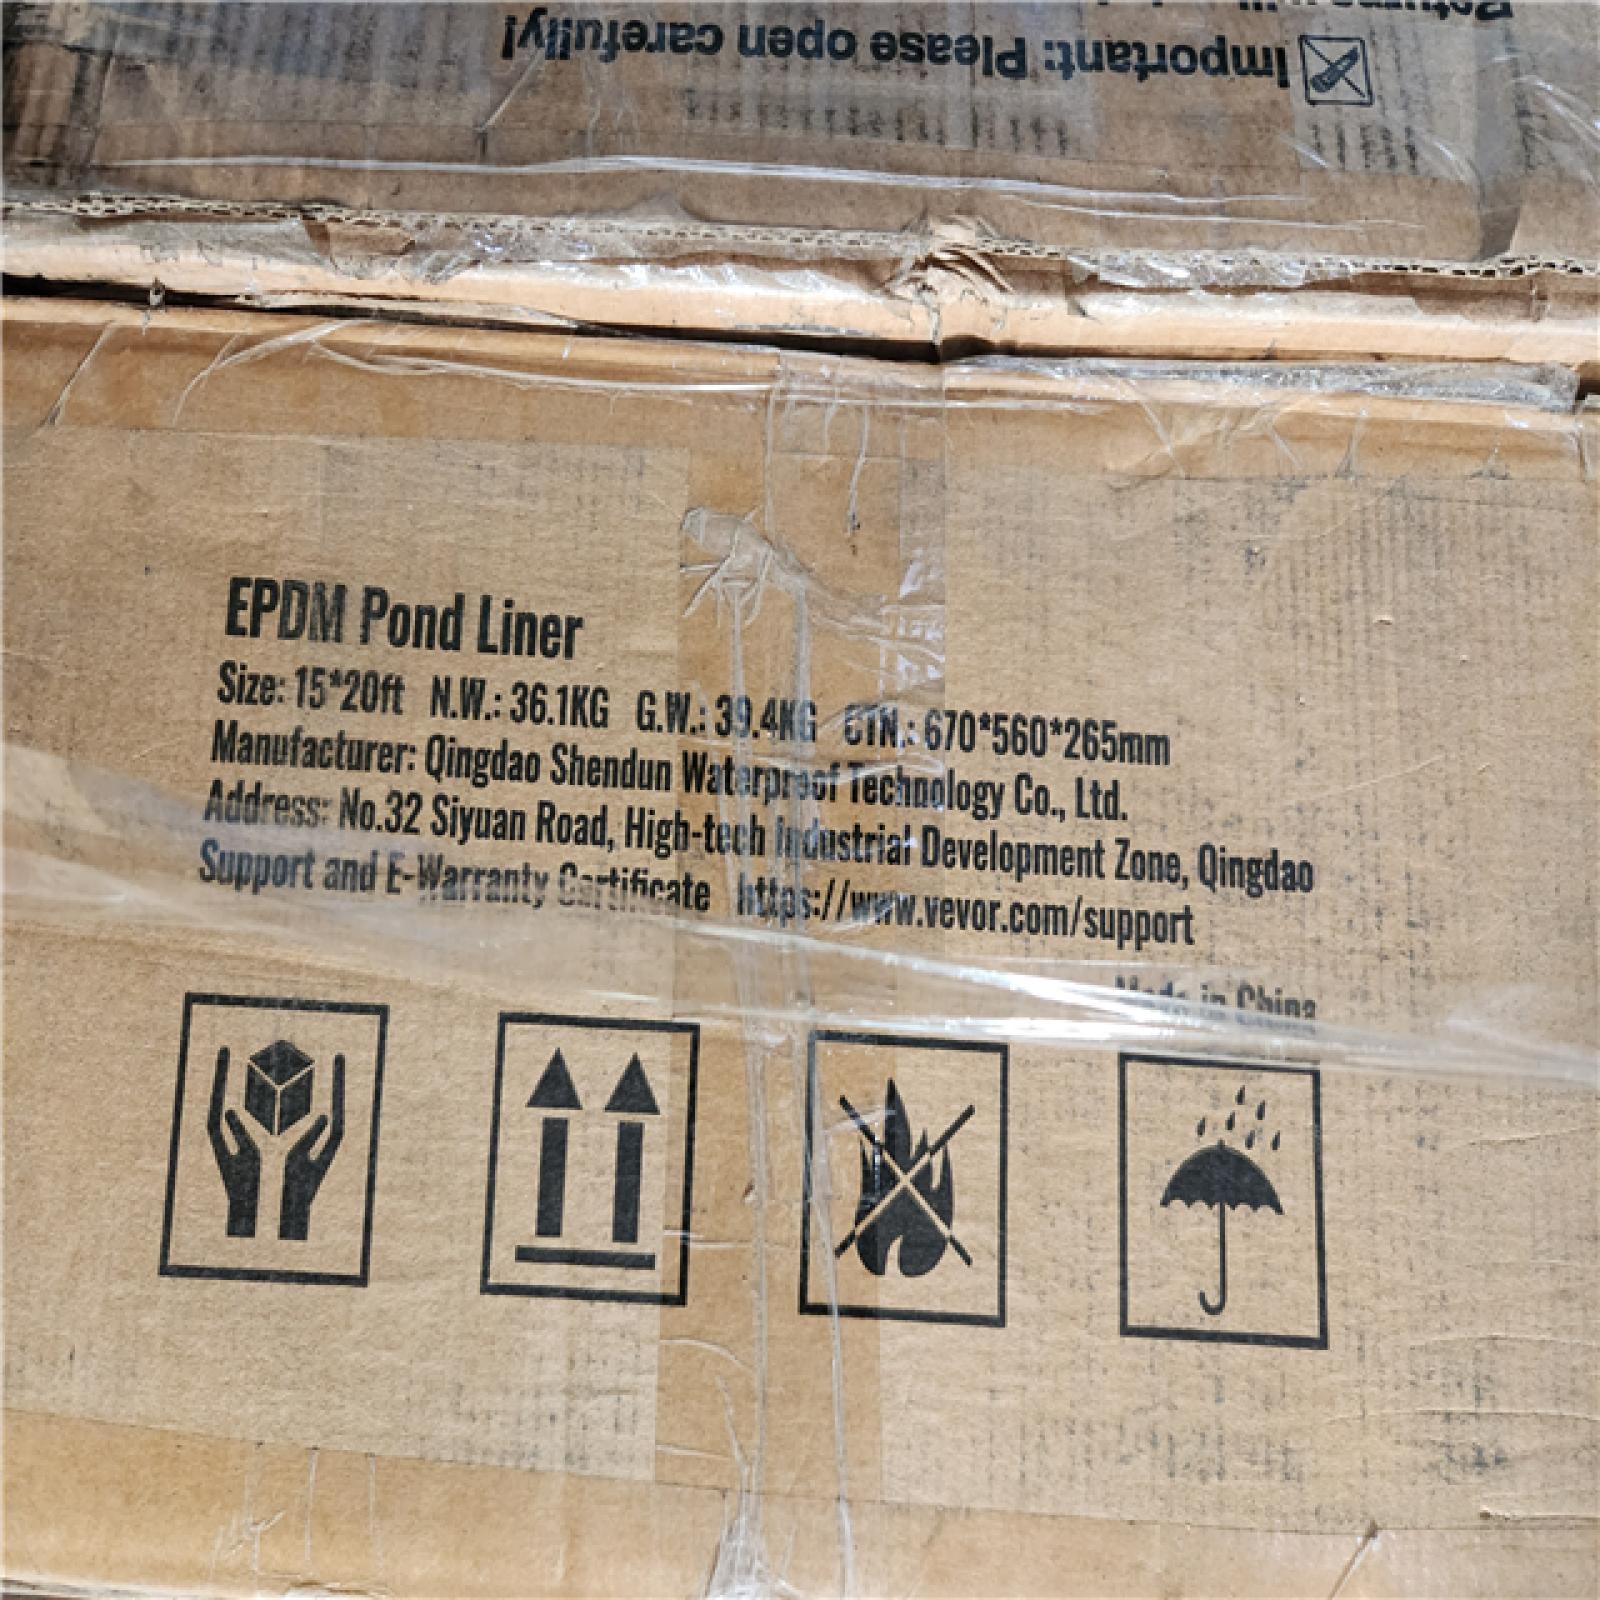 Important: Please open carefully!
EPDM Pond Liner
Size: 15*20ft N.W.: 36.1KG G.W.: 39.4KG CTN.: 670*560*265mm
Manufacturer: Qingdao Shendun Waterproof Technology Co., Ltd.
Address: No.32 Siyuan Road, High-tech Industrial Development Zone, Qingdao
Support and E-Warranty Certificate https://www.vevor.com/support
Made in China